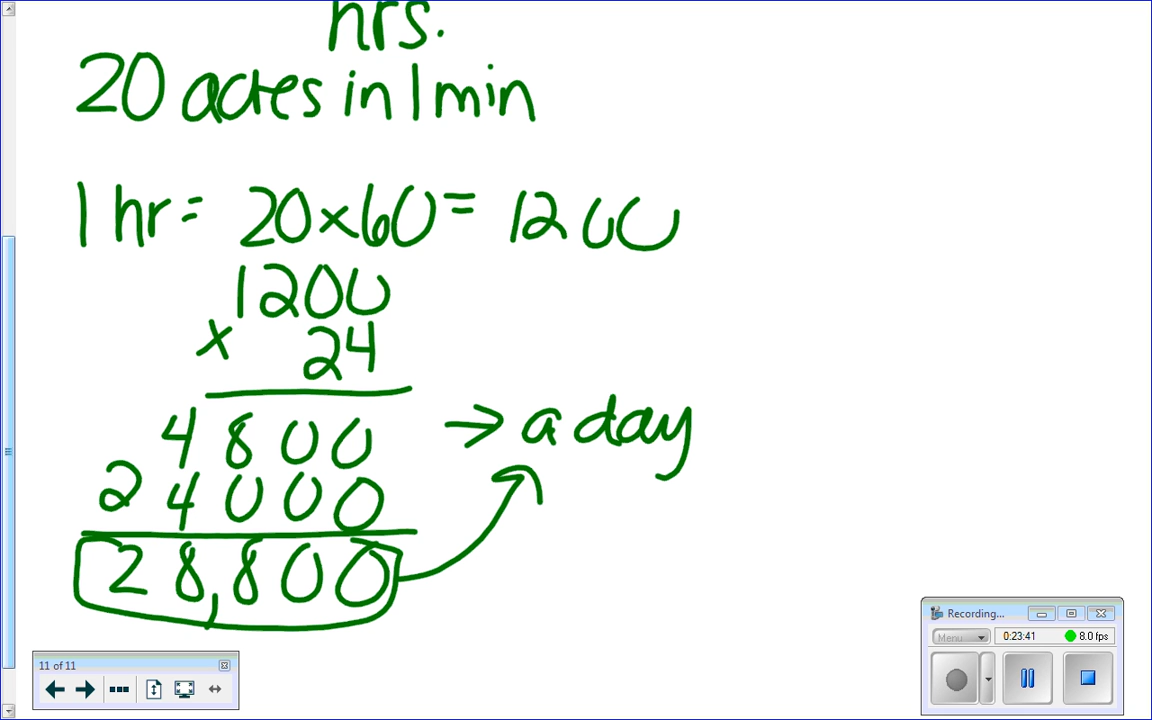 hrs.
20 acres in 1 min
1 hr = 20 x 60 = 1200
1200
x 24
4800 → a day
24000
28,800
Recording...
Menu
0:23:41
8.0 fps
11 of 11